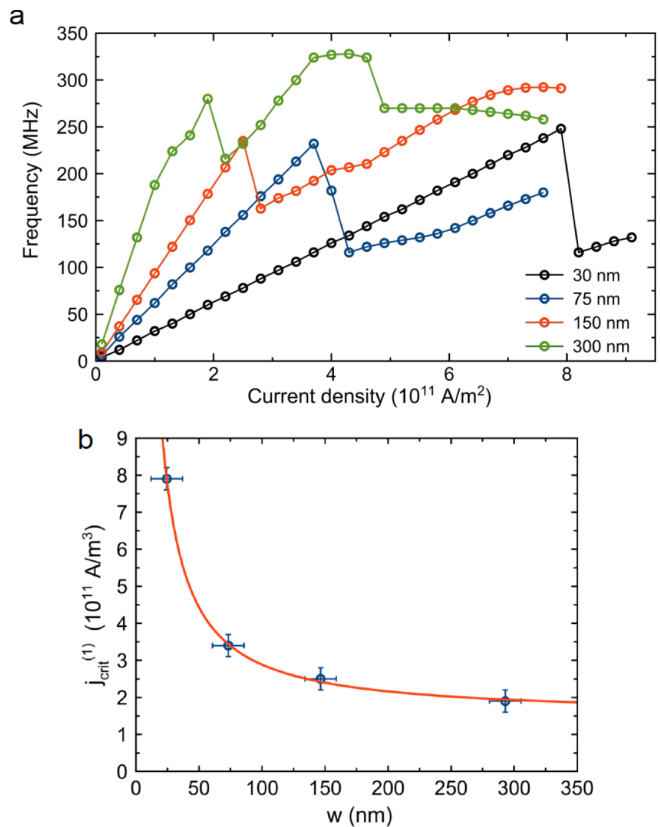 a
350
300
250
200
150
100
50
0
Frequency (MHz)
30 nm
75 nm
150 nm
300 nm
0 2 4 6 8
Current density (10¹¹ A/m²)
b
9
8
7
6
5
4
3
2
1
0
j_crit^(1) (10¹¹ A/m³)
0 50 100 150 200 250 300 350
w (nm)